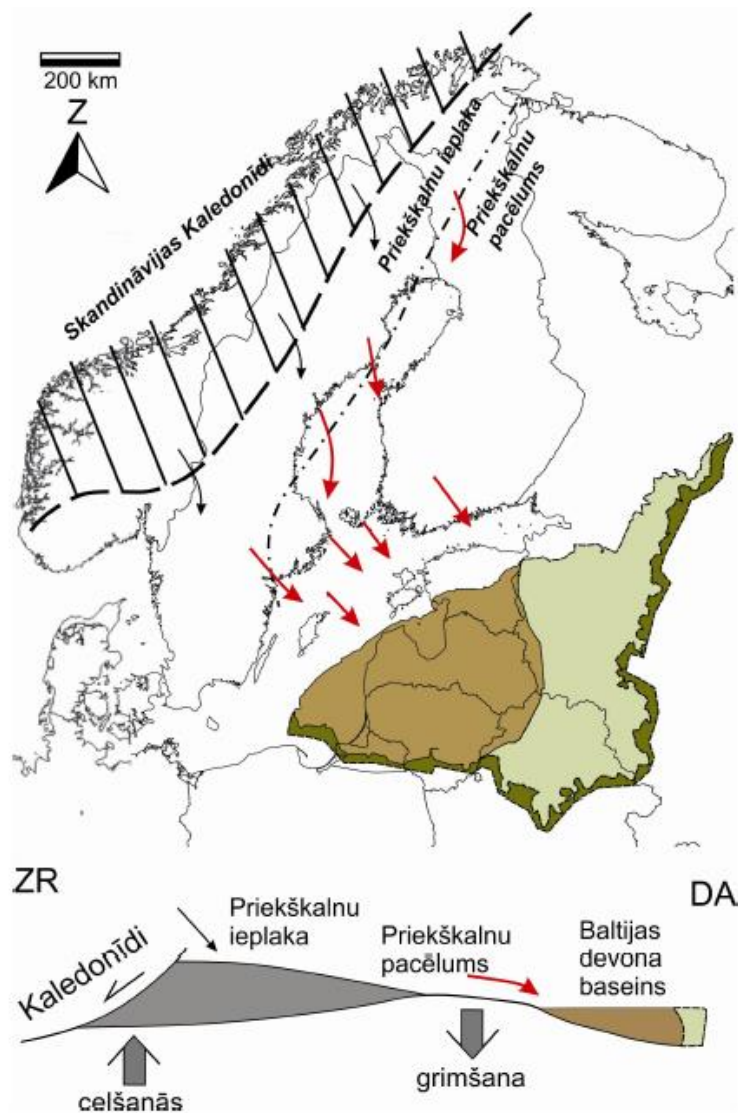 200 km
Z
Skandināvijas Kaledonīdi
Priekškalnu ieplaka
Priekškalnu
pacēlums
ZR
DA
Kaledonīdi
Priekškalnu
ieplaka
Priekškalnu
pacēlums
Baltijas
devona
baseins
celšanās
grimšana